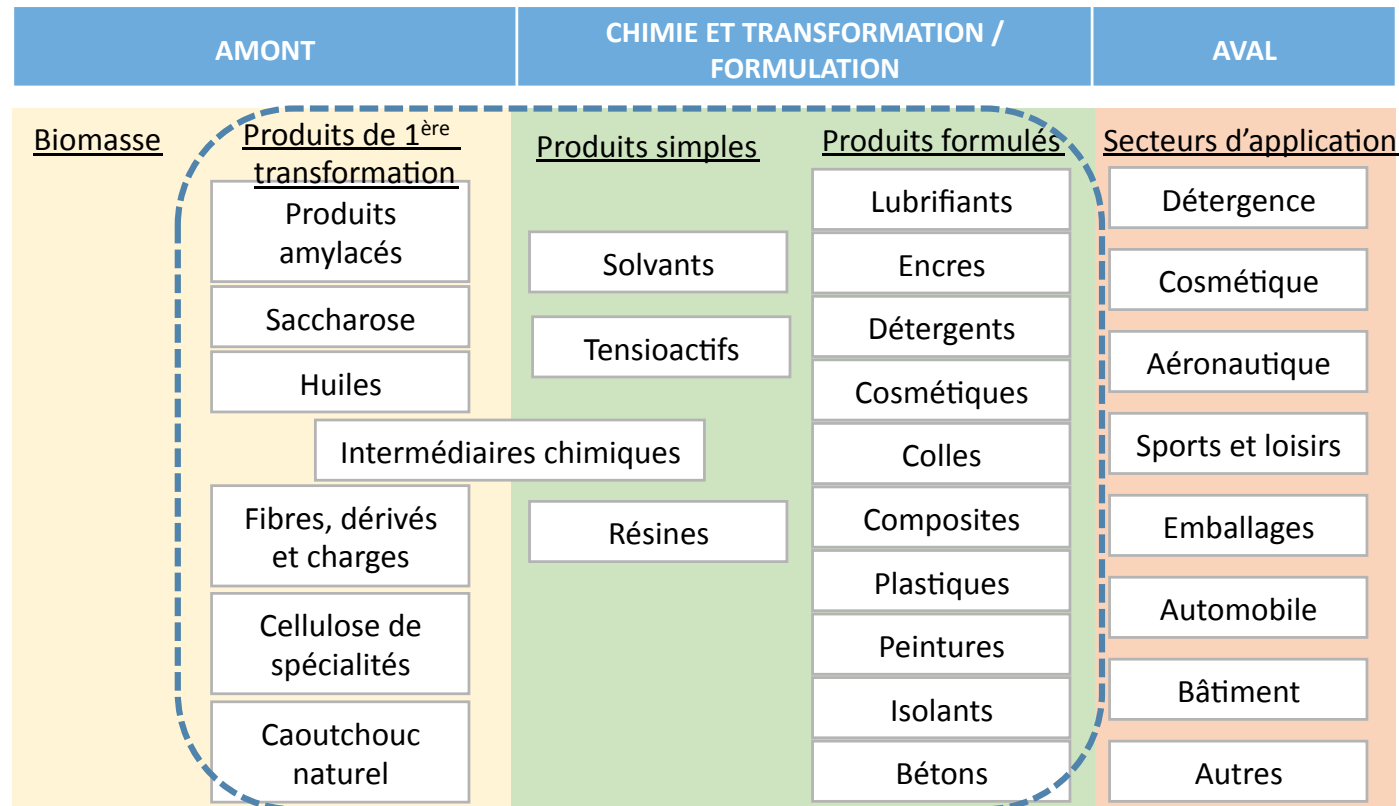 AMONT
CHIMIE ET TRANSFORMATION /
FORMULATION
AVAL
Biomasse
Produits de 1ère
transformation
Produits
amylacés
Saccharose
Huiles
Intermédiaires chimiques
Fibres, dérivés
et charges
Cellulose de
spécialités
Caoutchouc
naturel
Produits simples
Solvants
Tensioactifs
Résines
Produits formulés
Lubrifiants
Encres
Détergents
Cosmétiques
Colles
Composites
Plastiques
Peintures
Isolants
Bétons
Secteurs d'application
Détergence
Cosmétique
Aéronautique
Sports et loisirs
Emballages
Automobile
Bâtiment
Autres